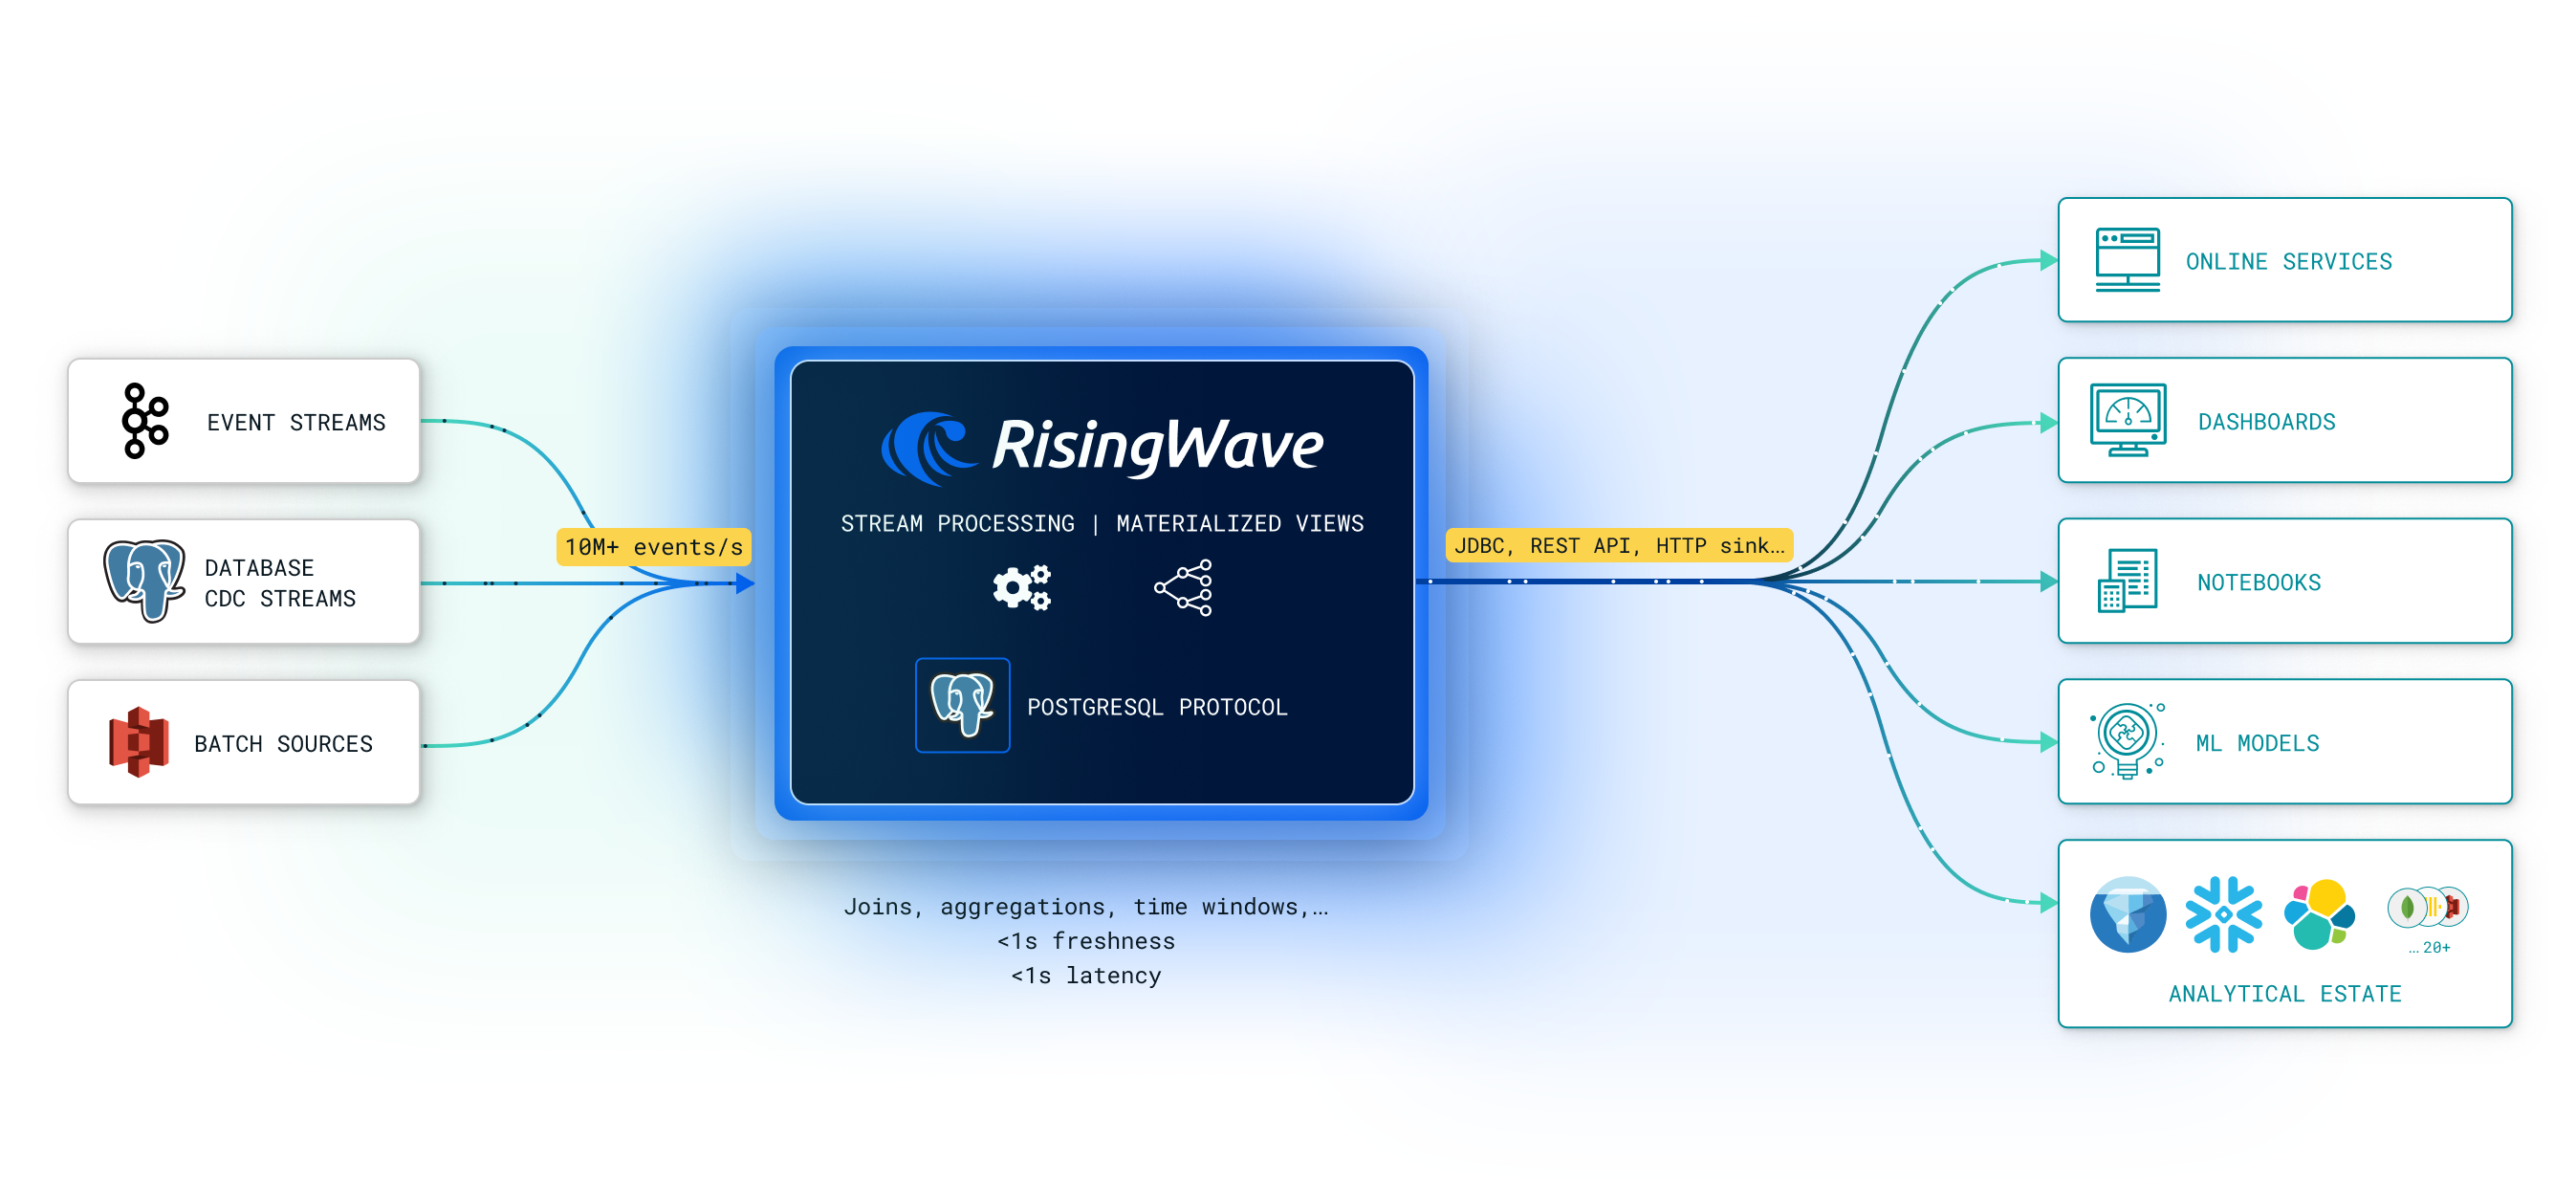 EVENT STREAMS
DATABASE
CDC STREAMS
BATCH SOURCES
10M+ events/s
RisingWave
STREAM PROCESSING | MATERIALIZED VIEWS
POSTGRESQL PROTOCOL
Joins, aggregations, time windows,...
<1s freshness
<1s latency
JDBC, REST API, HTTP sink...
ONLINE SERVICES
DASHBOARDS
NOTEBOOKS
ML MODELS
... 20+
ANALYTICAL ESTATE